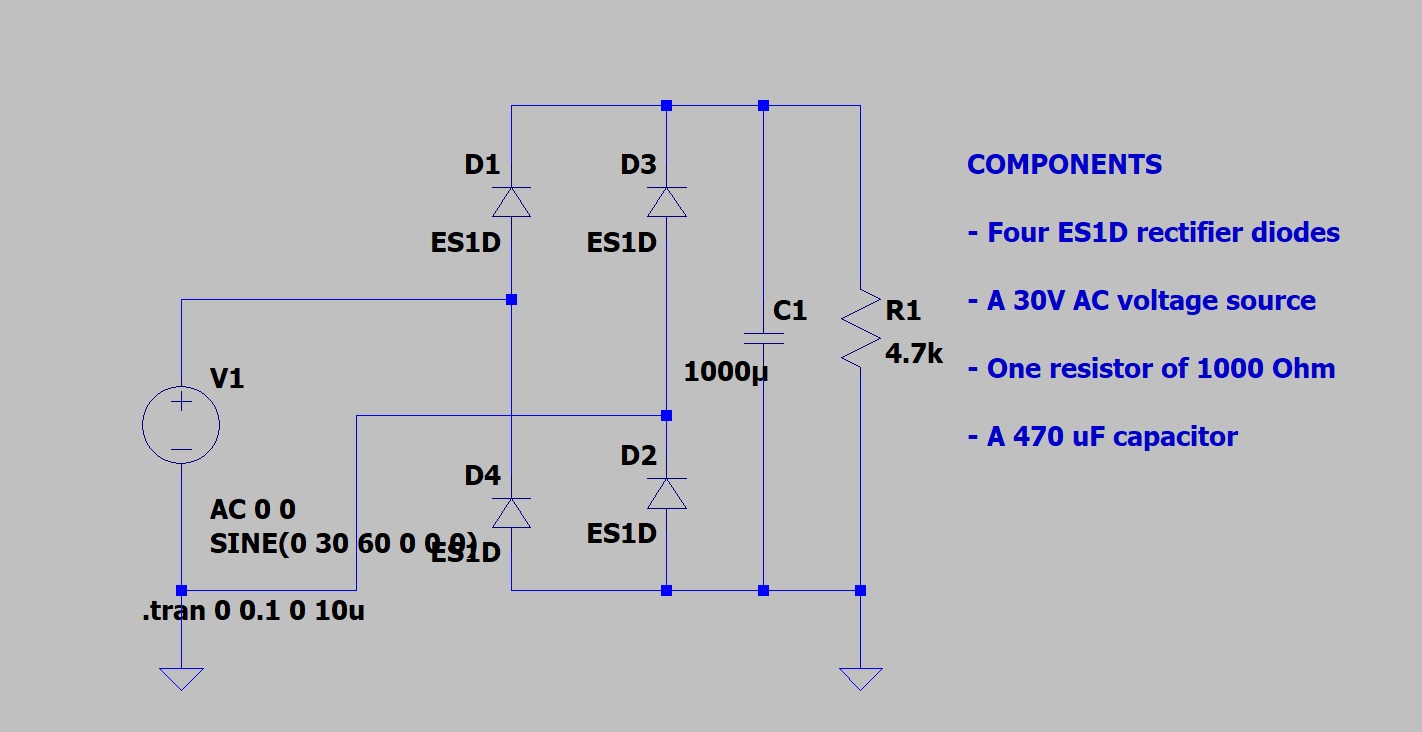 D1
D3
COMPONENTS
ES1D
ES1D
- Four ES1D rectifier diodes
- A 30V AC voltage source
C1
R1
4.7k
1000µ
- One resistor of 1000 Ohm
V1
- A 470 uF capacitor
D2
D4
AC 0 0
SINE(0 30 60 0 0 0)
ES1D
ES1D
.tran 0 0.1 0 10u